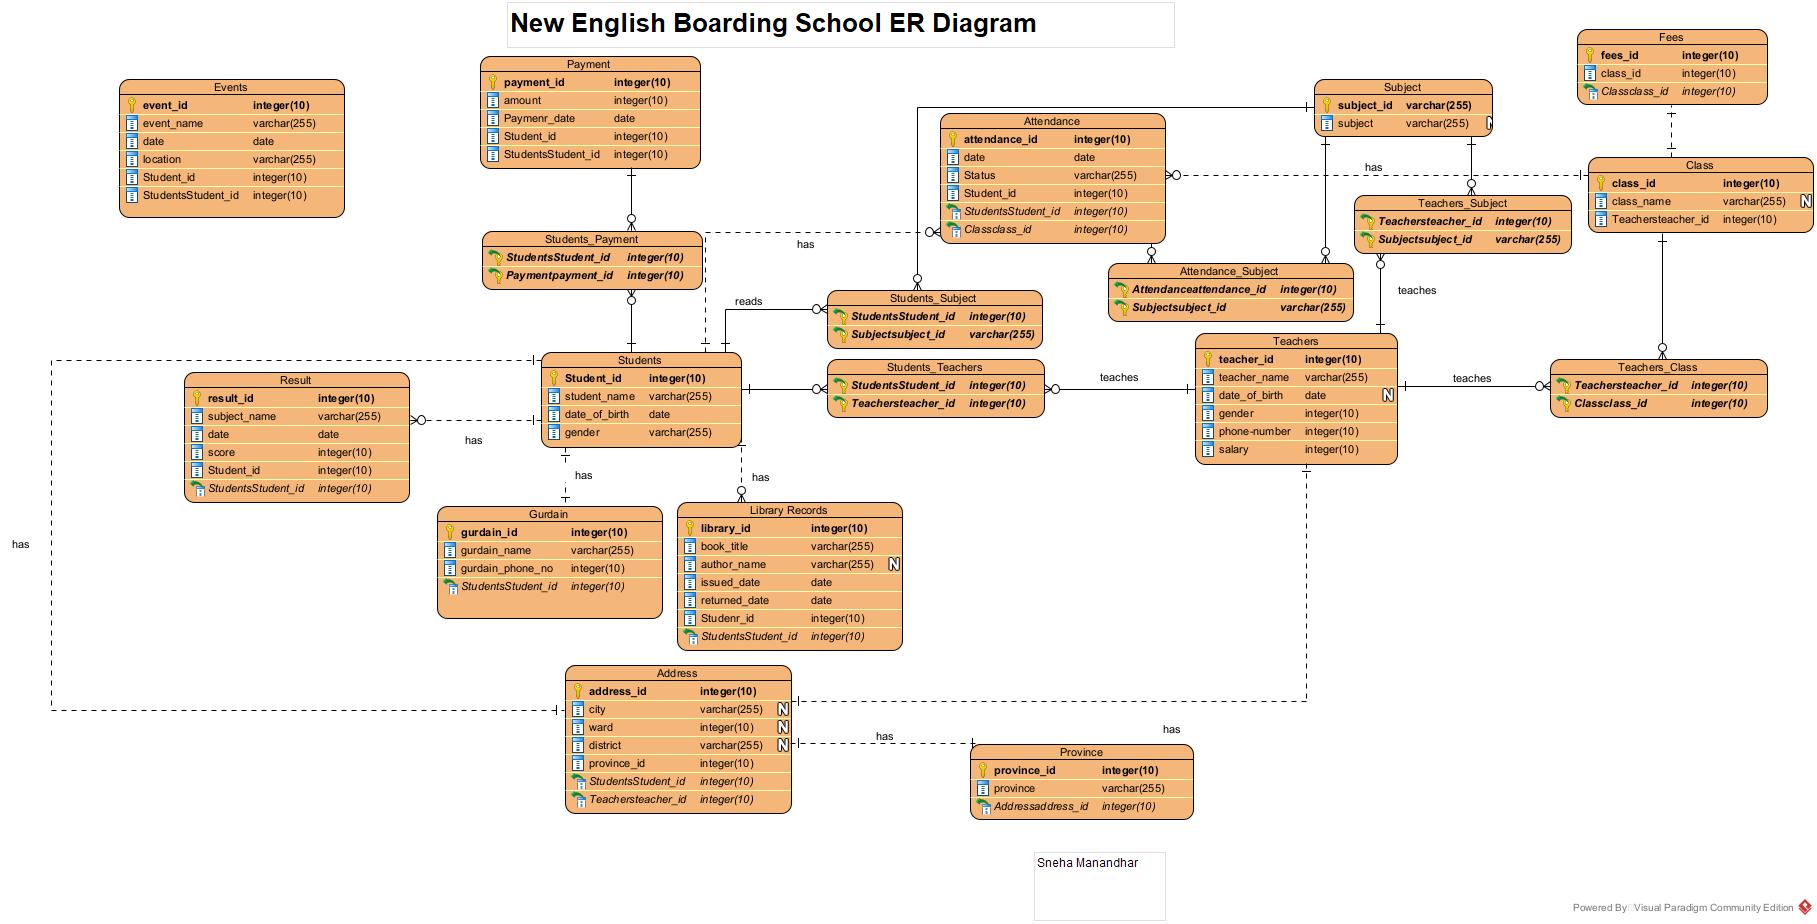 New English Boarding School ER Diagram
Events
event_id integer(10)
event_name varchar(255)
date date
location varchar(255)
Student_id integer(10)
StudentsStudent_id integer(10)
Payment
payment_id integer(10)
amount integer(10)
Paymenr_date date
Student_id integer(10)
StudentsStudent_id integer(10)
Students_Payment
StudentsStudent_id integer(10)
Paymentpayment_id integer(10)
Attendance
attendance_id integer(10)
date date
Status varchar(255)
Student_id integer(10)
StudentsStudent_id integer(10)
Classclass_id integer(10)
Subject
subject_id varchar(255)
subject varchar(255) N
Fees
fees_id integer(10)
class_id integer(10)
Classclass_id integer(10)
Class
class_id integer(10)
class_name varchar(255) N
Teachersteacher_id integer(10)
has
Teachers_Subject
Teachersteacher_id integer(10)
Subjectsubject_id varchar(255)
has
Attendance_Subject
Attendanceattendance_id integer(10)
Subjectsubject_id varchar(255)
teaches
reads
Students_Subject
StudentsStudent_id integer(10)
Subjectsubject_id varchar(255)
Students
Student_id integer(10)
student_name varchar(255)
date_of_birth date
gender varchar(255)
Students_Teachers
StudentsStudent_id integer(10)
Teachersteacher_id integer(10)
teaches
Teachers
teacher_id integer(10)
teacher_name varchar(255)
date_of_birth date N
gender integer(10)
phone-number integer(10)
salary integer(10)
teaches
Teachers_Class
Teachersteacher_id integer(10)
Classclass_id integer(10)
Result
result_id integer(10)
subject_name varchar(255)
date date
score integer(10)
Student_id integer(10)
StudentsStudent_id integer(10)
has
has
has
has
Gurdain
gurdain_id integer(10)
gurdain_name varchar(255)
gurdain_phone_no integer(10)
StudentsStudent_id integer(10)
Library Records
library_id integer(10)
book_title varchar(255)
author_name varchar(255) N
issued_date date
returned_date date
Studenr_id integer(10)
StudentsStudent_id integer(10)
Address
address_id integer(10)
city varchar(255) N
ward integer(10) N
district varchar(255) N
province_id integer(10)
StudentsStudent_id integer(10)
Teachersteacher_id integer(10)
has
has
Province
province_id integer(10)
province varchar(255)
Addressaddress_id integer(10)
Sneha Manandhar
Powered By Visual Paradigm Community Edition